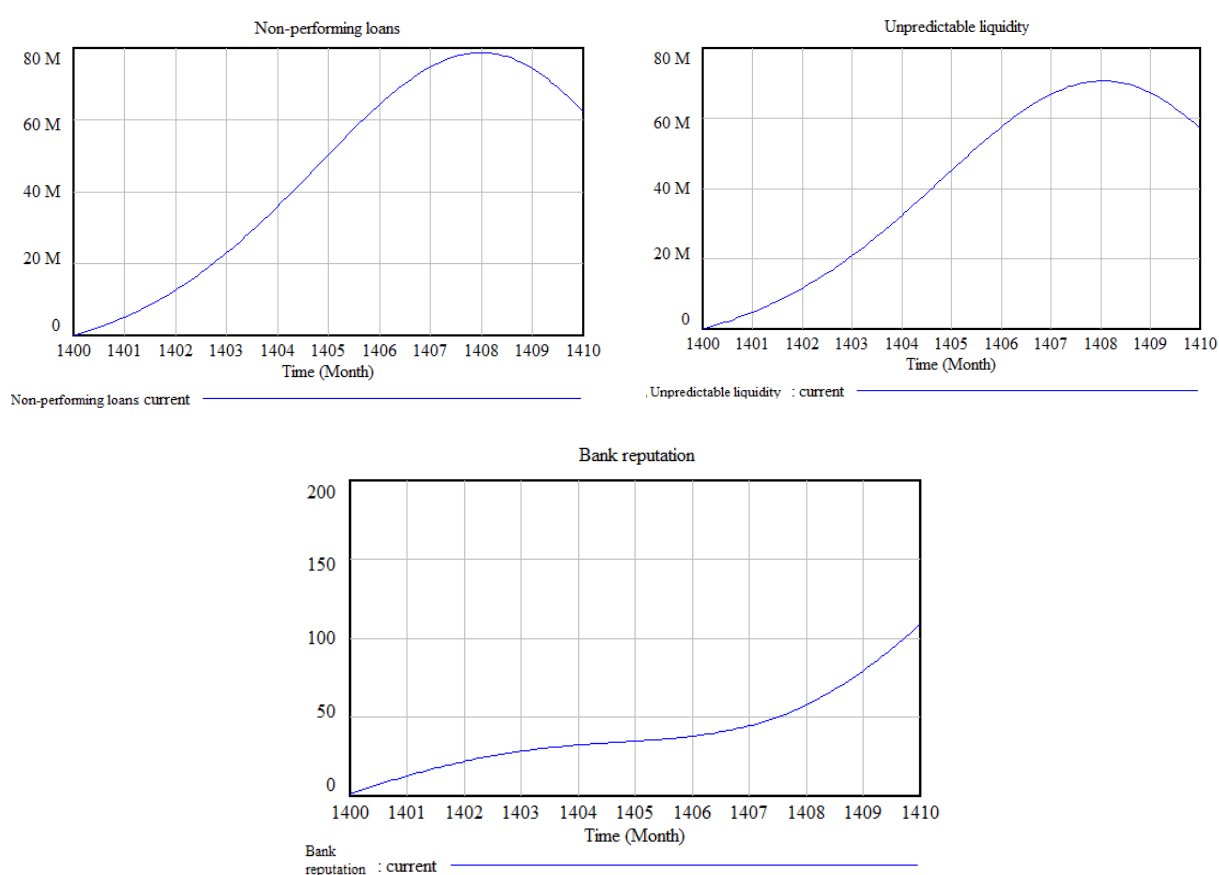 Non-performing loans
80 M
60 M
40 M
20 M
0
1400 1401 1402 1403 1404 1405 1406 1407 1408 1409 1410
Time (Month)
Non-performing loans: current
Unpredictable liquidity
80 M
60 M
40 M
20 M
0
1400 1401 1402 1403 1404 1405 1406 1407 1408 1409 1410
Time (Month)
Unpredictable liquidity : current
Bank reputation
200
150
100
50
0
1400 1401 1402 1403 1404 1405 1406 1407 1408 1409 1410
Time (Month)
Bank
reputation : current